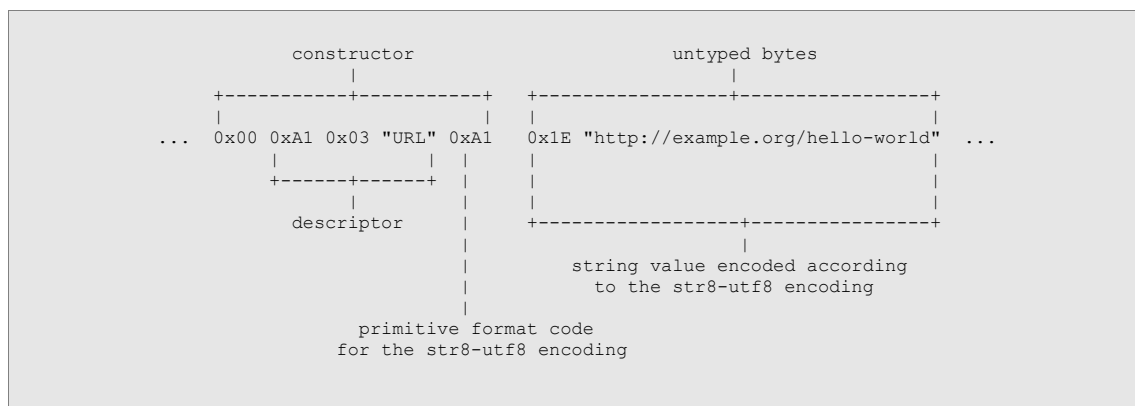 constructor                       untyped bytes
|                                 |
+-----------+-----------+   +-----------------+-----------------+
|                       |   |                                   |
... 0x00 0xA1 0x03 "URL" 0xA1   0x1E "http://example.org/hello-world" ...
|             | |     |                                   |
+------+------+ |     |                                   |
|        |     |                                   |
descriptor     |     +------------------+----------------+
|                        |
|         string value encoded according
|           to the str8-utf8 encoding
|
primitive format code
for the str8-utf8 encoding